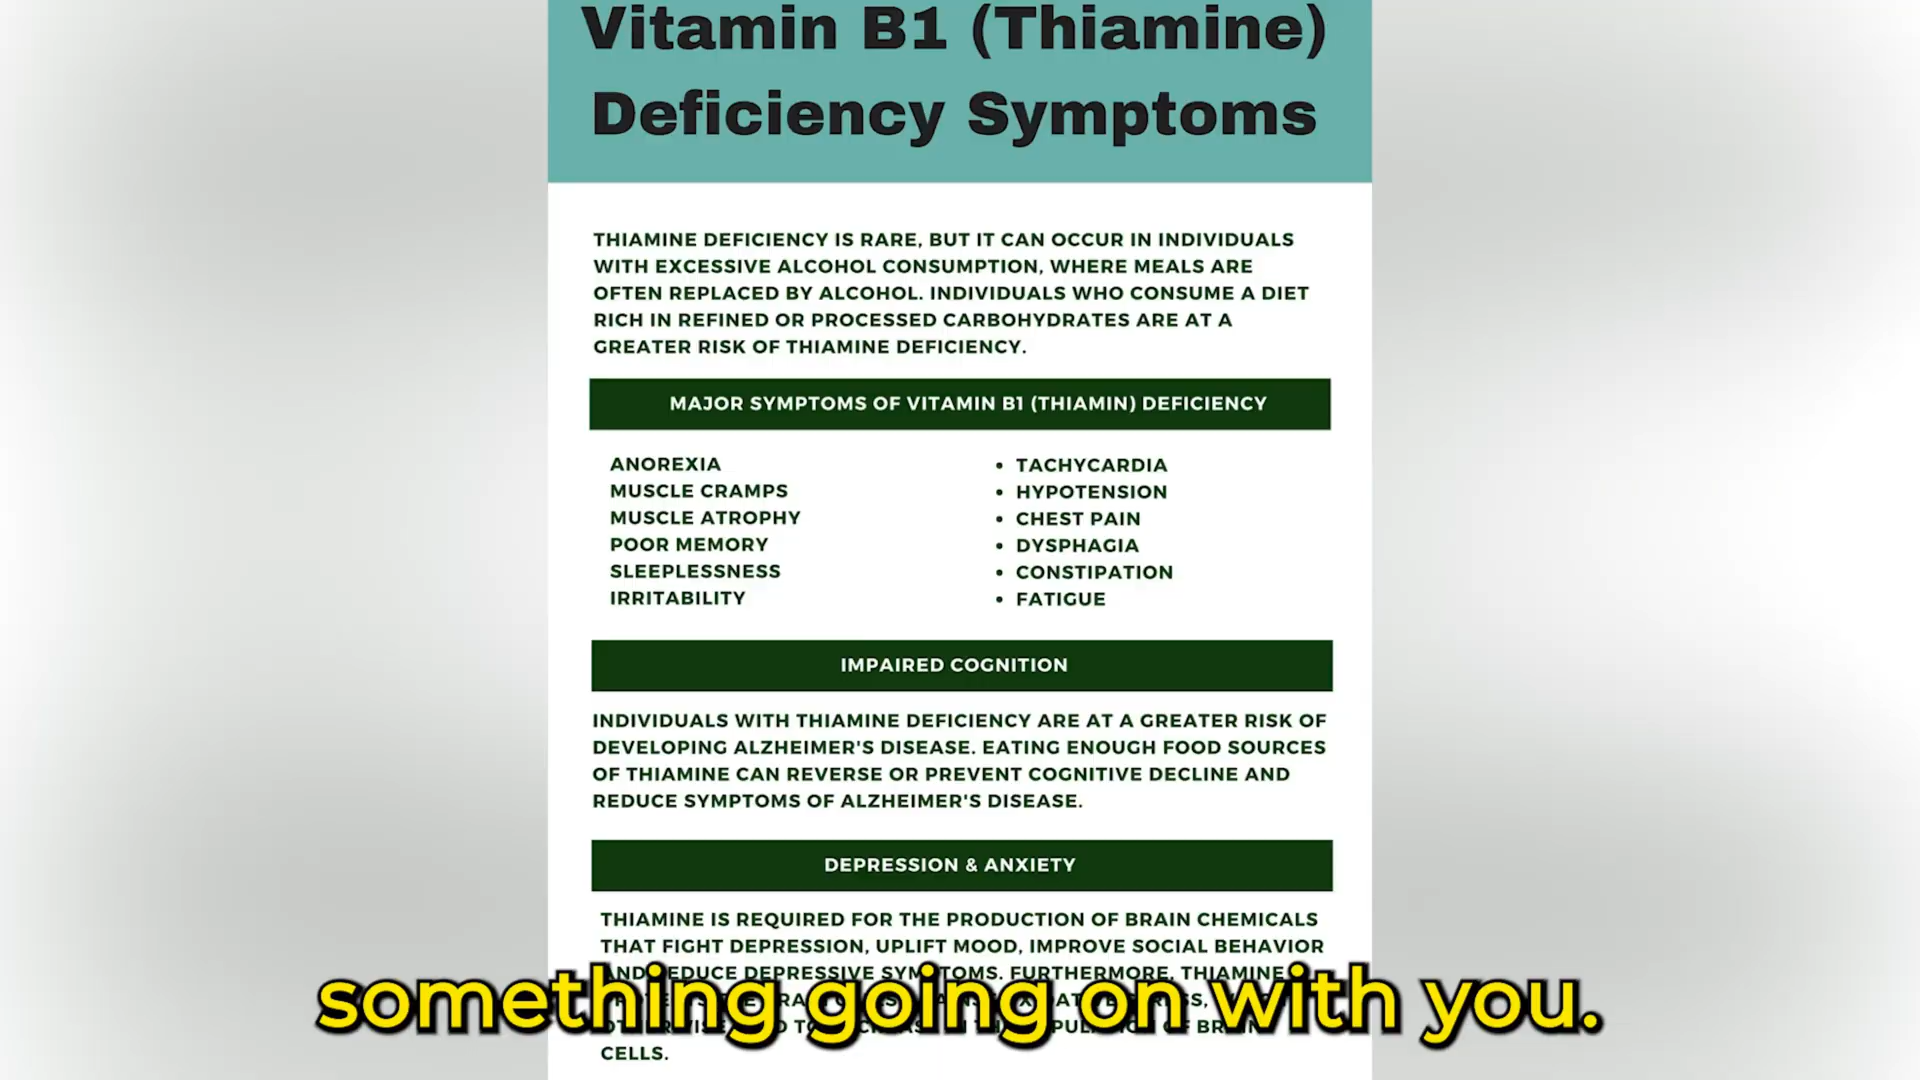 Vitamin B1 (Thiamine)
Deficiency Symptoms
THIAMINE DEFICIENCY IS RARE, BUT IT CAN OCCUR IN INDIVIDUALS
WITH EXCESSIVE ALCOHOL CONSUMPTION, WHERE MEALS ARE
OFTEN REPLACED BY ALCOHOL. INDIVIDUALS WHO CONSUME A DIET
RICH IN REFINED OR PROCESSED CARBOHYDRATES ARE AT A
GREATER RISK OF THIAMINE DEFICIENCY.
MAJOR SYMPTOMS OF VITAMIN B1 (THIAMIN) DEFICIENCY
ANOREXIA
MUSCLE CRAMPS
MUSCLE ATROPHY
POOR MEMORY
SLEEPLESSNESS
IRRITABILITY
• TACHYCARDIA
• HYPOTENSION
• CHEST PAIN
• DYSPHAGIA
• CONSTIPATION
• FATIGUE
IMPAIRED COGNITION
INDIVIDUALS WITH THIAMINE DEFICIENCY ARE AT A GREATER RISK OF
DEVELOPING ALZHEIMER'S DISEASE. EATING ENOUGH FOOD SOURCES
OF THIAMINE CAN REVERSE OR PREVENT COGNITIVE DECLINE AND
REDUCE SYMPTOMS OF ALZHEIMER'S DISEASE.
DEPRESSION & ANXIETY
THIAMINE IS REQUIRED FOR THE PRODUCTION OF BRAIN CHEMICALS
THAT FIGHT DEPRESSION, UPLIFT MOOD, IMPROVE SOCIAL BEHAVIOR
AND REDUCE DEPRESSIVE SYMPTOMS. FURTHERMORE, THIAMINE
CELLS.
something going on with you.